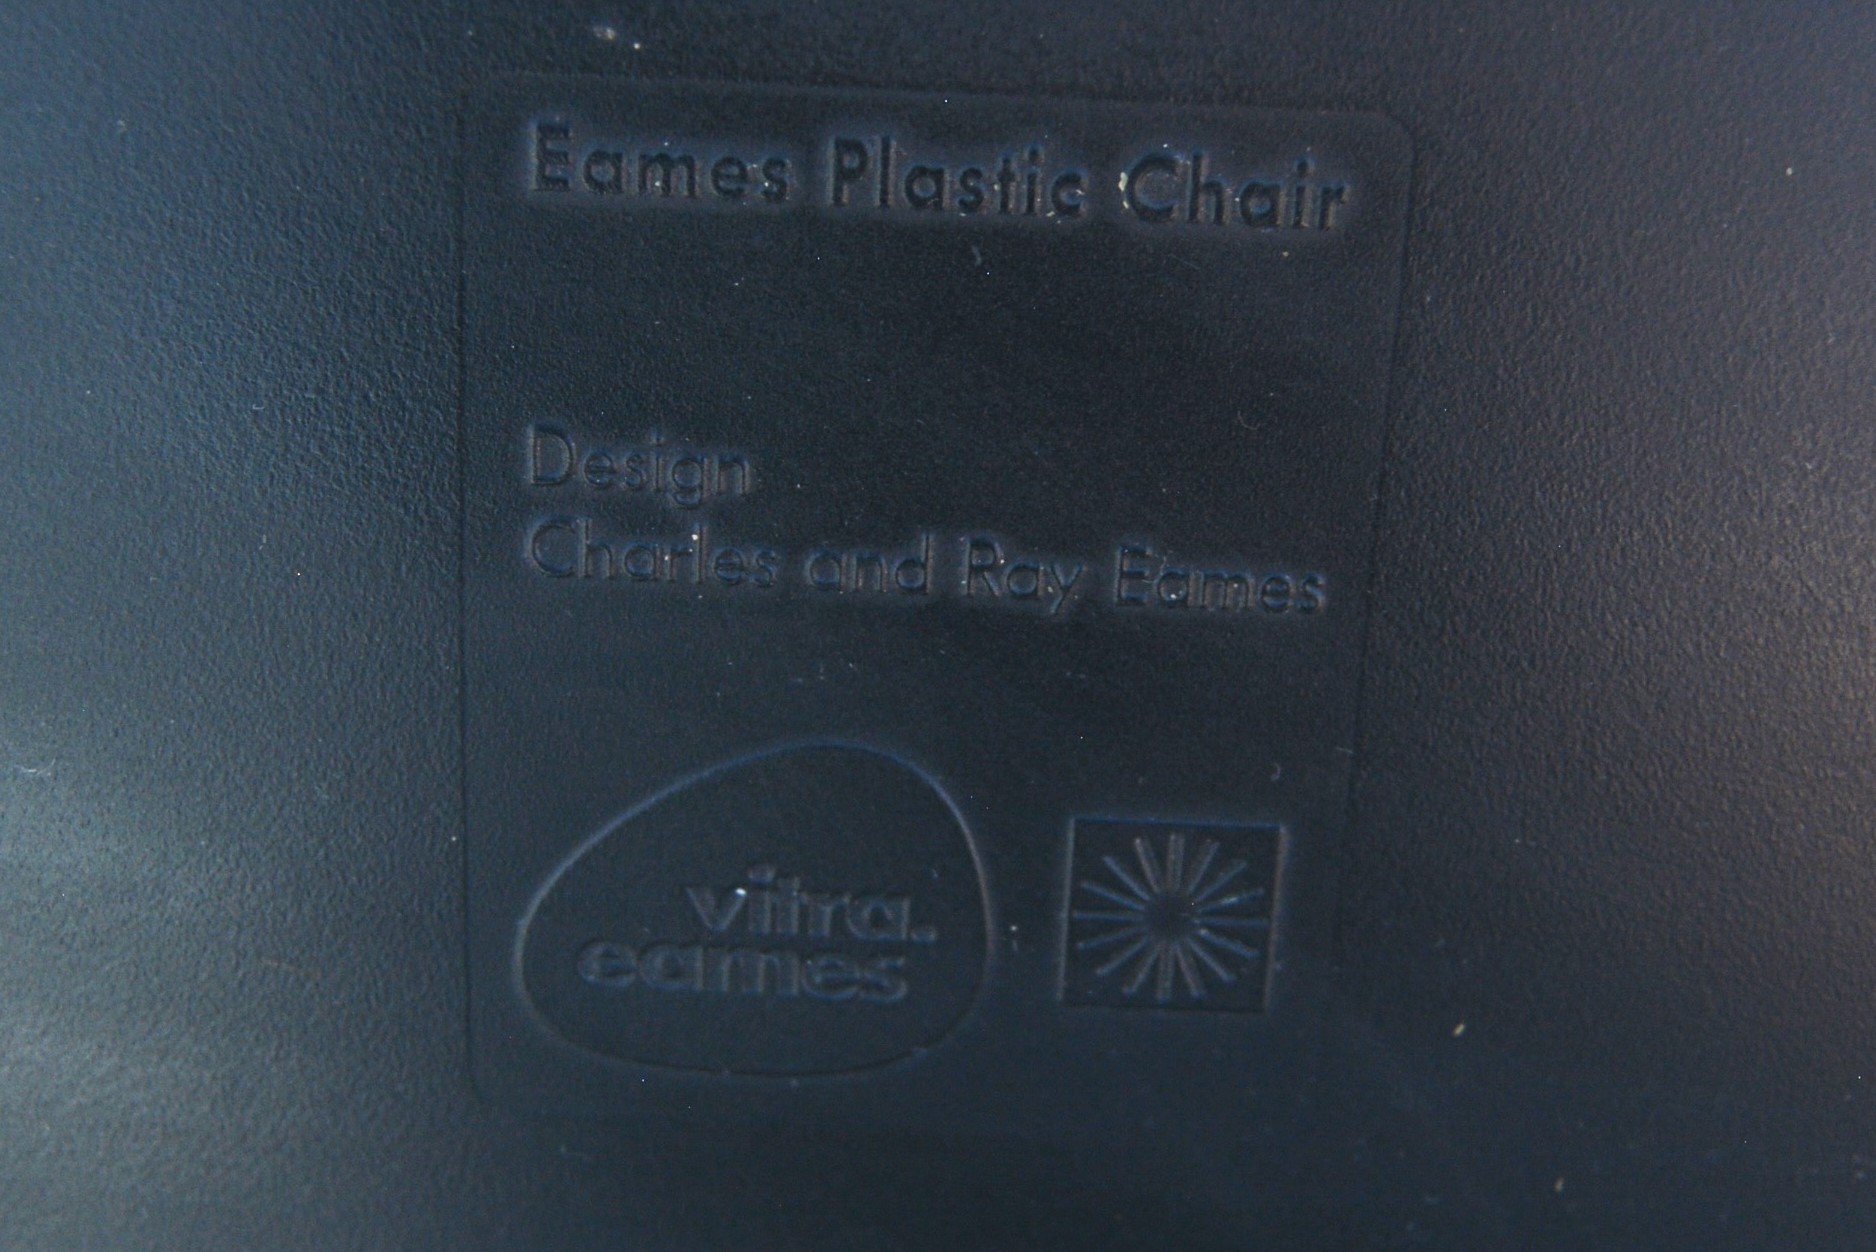 Eames Plastic Chair
Design
Charles and Ray Eames
vitra.
eames